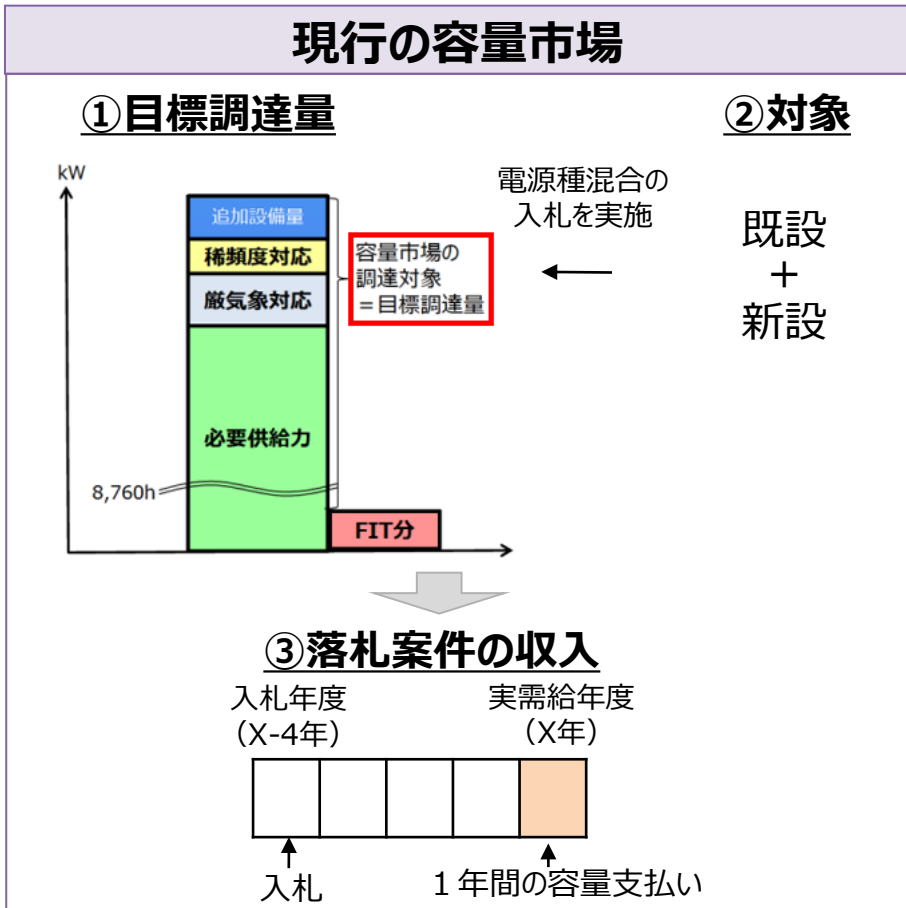 現行の容量市場
①目標調達量
②対象
kW
追加設備量
稀頻度対応
厳気象対応
必要供給力
8,760h
FIT分
容量市場の
調達対象
＝目標調達量
電源種混合の
入札を実施
既設
＋
新設
③落札案件の収入
入札年度
（X-4年）
実需給年度
（X年）
入札
１年間の容量支払い